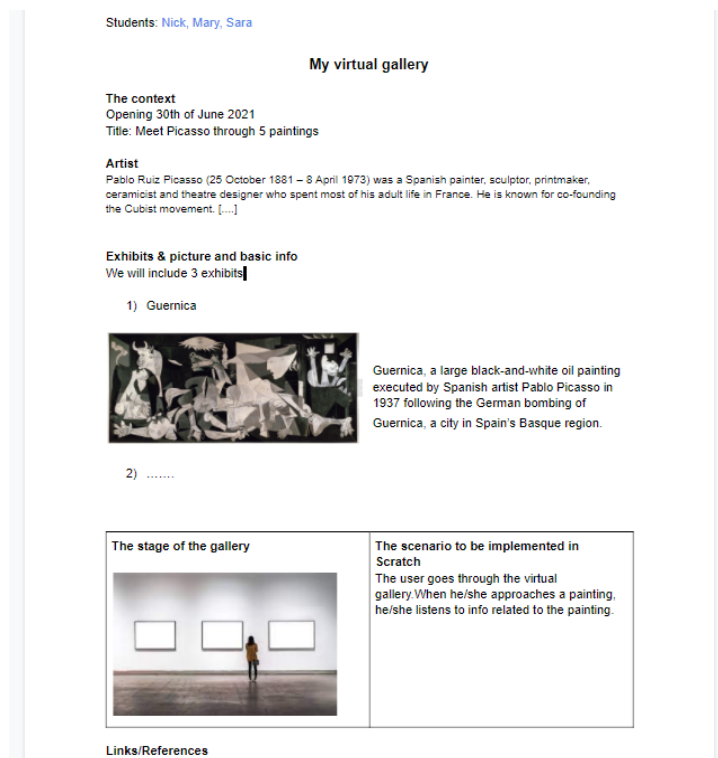 Students: Nick, Mary, Sara
My virtual gallery
The context
Opening 30th of June 2021
Title: Meet Picasso through 5 paintings
Artist
Pablo Ruiz Picasso (25 October 1881 – 8 April 1973) was a Spanish painter, sculptor, printmaker,
ceramicist and theatre designer who spent most of his adult life in France. He is known for co-founding
the Cubist movement. [....]
Exhibits & picture and basic info
We will include 3 exhibits
1) Guernica
Guernica, a large black-and-white oil painting
executed by Spanish artist Pablo Picasso in
1937 following the German bombing of
Guernica, a city in Spain's Basque region.
2) .......
The stage of the gallery
The scenario to be implemented in
Scratch
The user goes through the virtual
gallery.When he/she approaches a painting,
he/she listens to info related to the painting.
Links/References